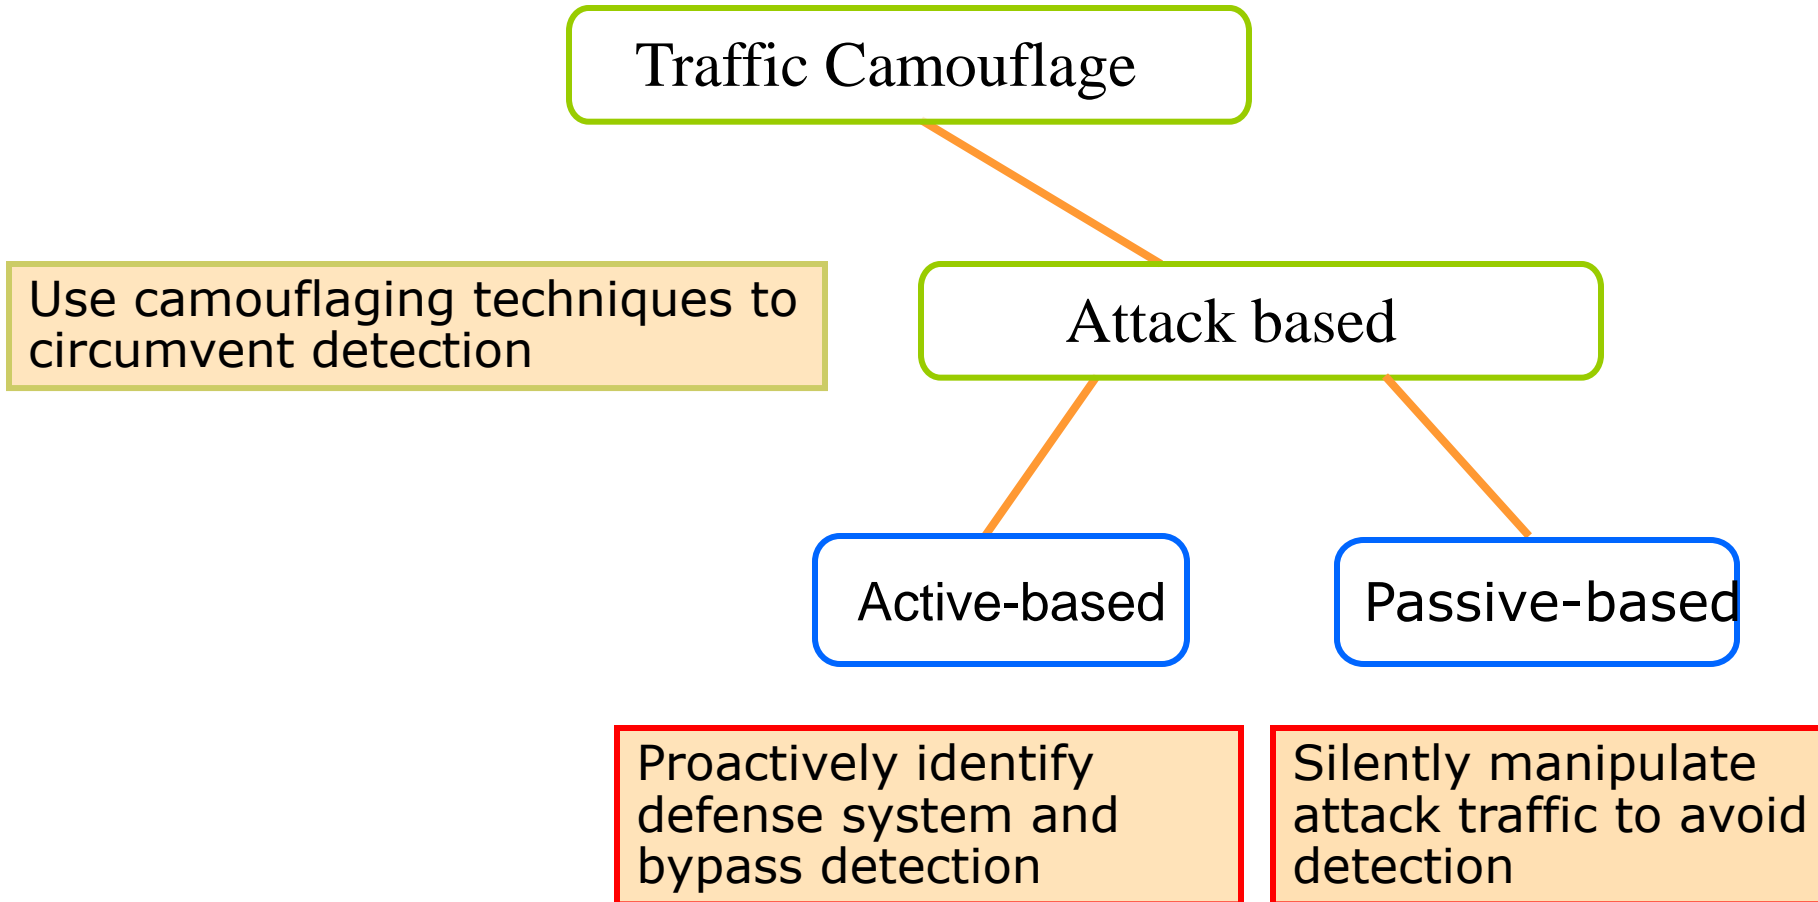 Traffic Camouflage
Use camouflaging techniques to
circumvent detection
Attack based
Active-based
Passive-based
Proactively identify
defense system and
bypass detection
Silently manipulate
attack traffic to avoid
detection